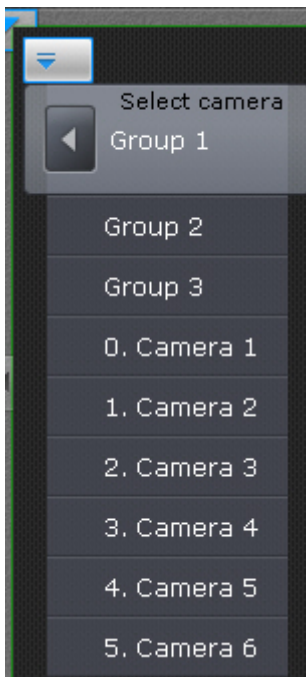 Select camera
Group 1
Group 2
Group 3
0. Camera 1
1. Camera 2
2. Camera 3
3. Camera 4
4. Camera 5
5. Camera 6